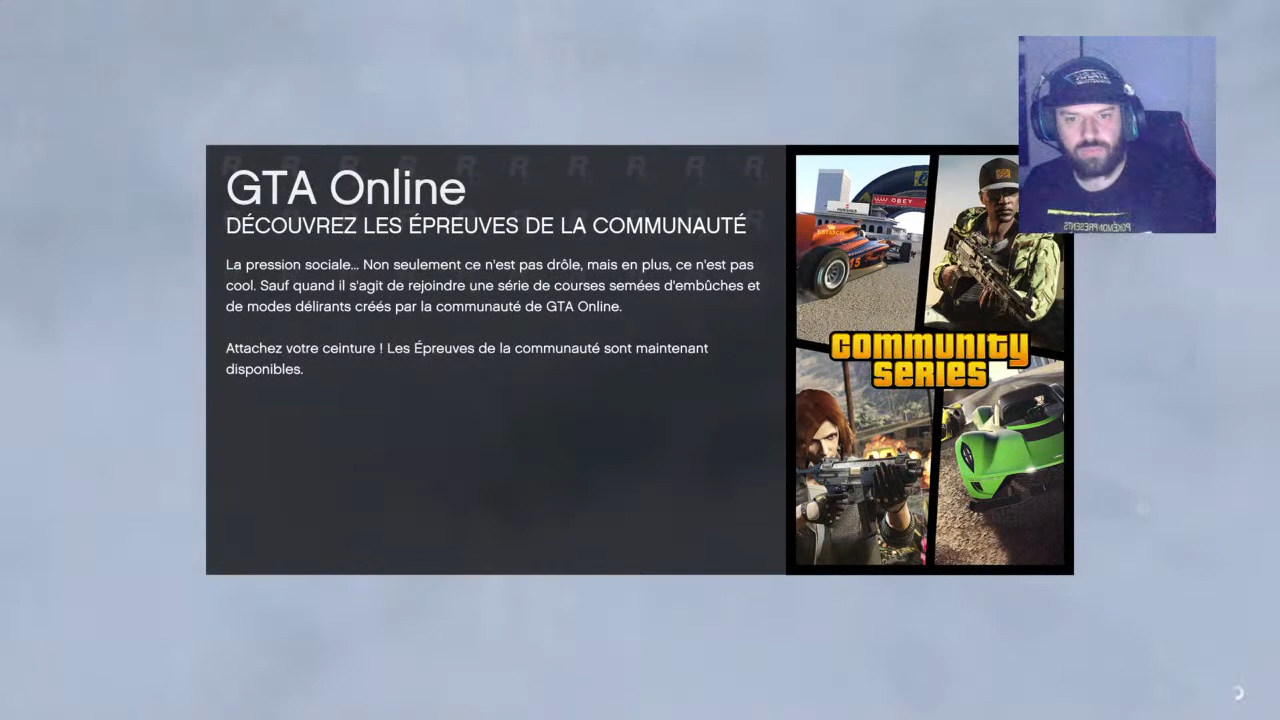 GTA Online
DÉCOUVREZ LES ÉPREUVES DE LA COMMUNAUTÉ
La pression sociale... Non seulement ce n'est pas drôle, mais en plus, ce n'est pas
cool. Sauf quand il s'agit de rejoindre une série de courses semées d'embûches et
de modes délirants créés par la communauté de GTA Online.
Attachez votre ceinture ! Les Épreuves de la communauté sont maintenant
disponibles.
OBEY
15
COMMUNITY
SERIES
POKÉMON PRESENTS